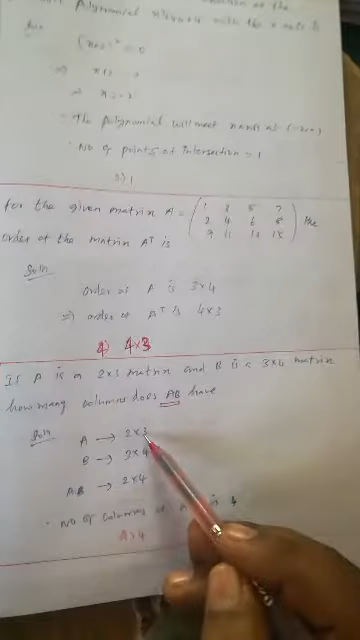 Polynomial x²+4x+4 with the x axis is
Soln
(x+2)² = 0
⇒ x+2 = 0
⇒ x = -2
The polynomial will meet x axis at (-2,0)
No of points of intersection = 1
3) 1
For the given matrix A = ( 1 3 5 7 the
2 4 6 8
9 11 13 15 )
order of the matrix Aᵀ is
Soln
order of A is 3×4
⇒ order of Aᵀ is 4×3
4) 4×3
If A is a 2×3 matrix and B is a 3×4 matrix
how many columns does AB have
Soln
A → 2×3
B → 3×4
AB → 2×4
No of columns of is 4
A) 4